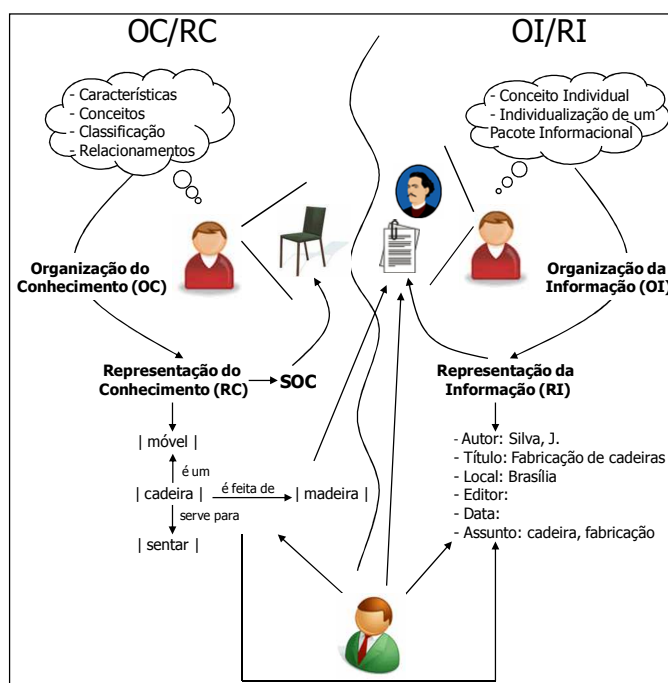 OC/RC
OI/RI
- Características
- Conceitos
- Classificação
- Relacionamentos
- Conceito Individual
- Individualização de um
Pacote Informacional
Organização do
Conhecimento (OC)
Organização da
Informação (OI)
Representação do
Conhecimento (RC)
SOC
Representação da
Informação (RI)
| móvel |
é um
| cadeira |
é feita de
| madeira |
serve para
| sentar |
- Autor: Silva, J.
- Título: Fabricação de cadeiras
- Local: Brasília
- Editor:
- Data:
- Assunto: cadeira, fabricação